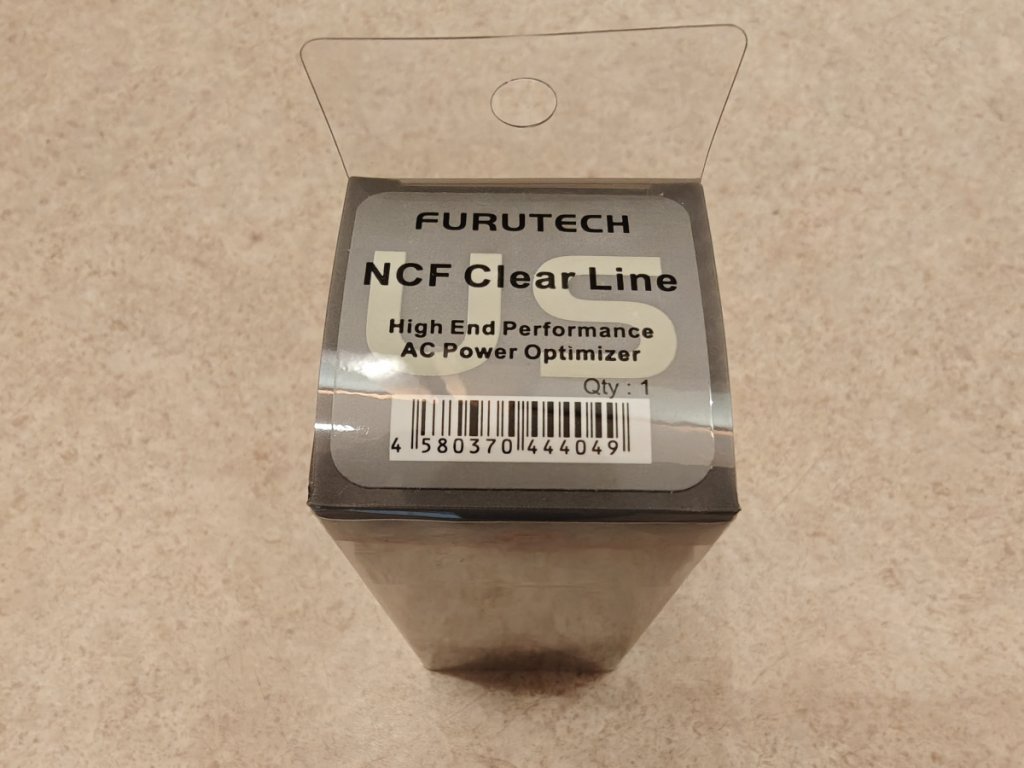 FURUTECH
US
NCF Clear Line
High End Performance
AC Power Optimizer
Qty : 1
4 580370 444049